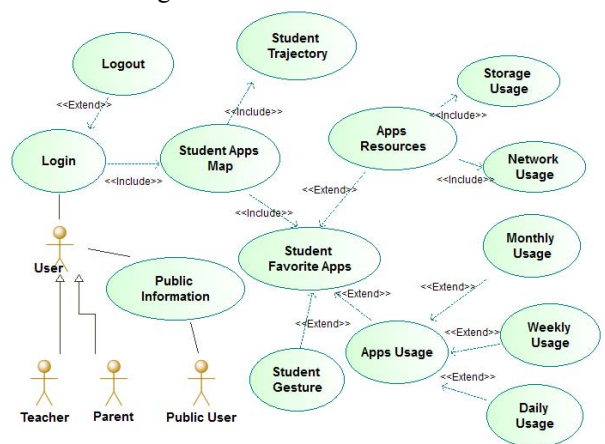 Student
Trajectory
Logout
Storage
Usage
<<Extend>>
<<Include>>
<<Include>>
Apps
Resources
Login
Student Apps
Map
Network
Usage
<<Include>>
<<Extend>>
<<Include>>
<<Include>>
Monthly
Usage
Student
Favorite Apps
User
Public
Information
<<Extend>>
<<Extend>>
<<Extend>>
<<Extend>>
Weekly
Usage
Apps Usage
Student
Gesture
<<Extend>>
Daily
Usage
Teacher
Parent
Public User